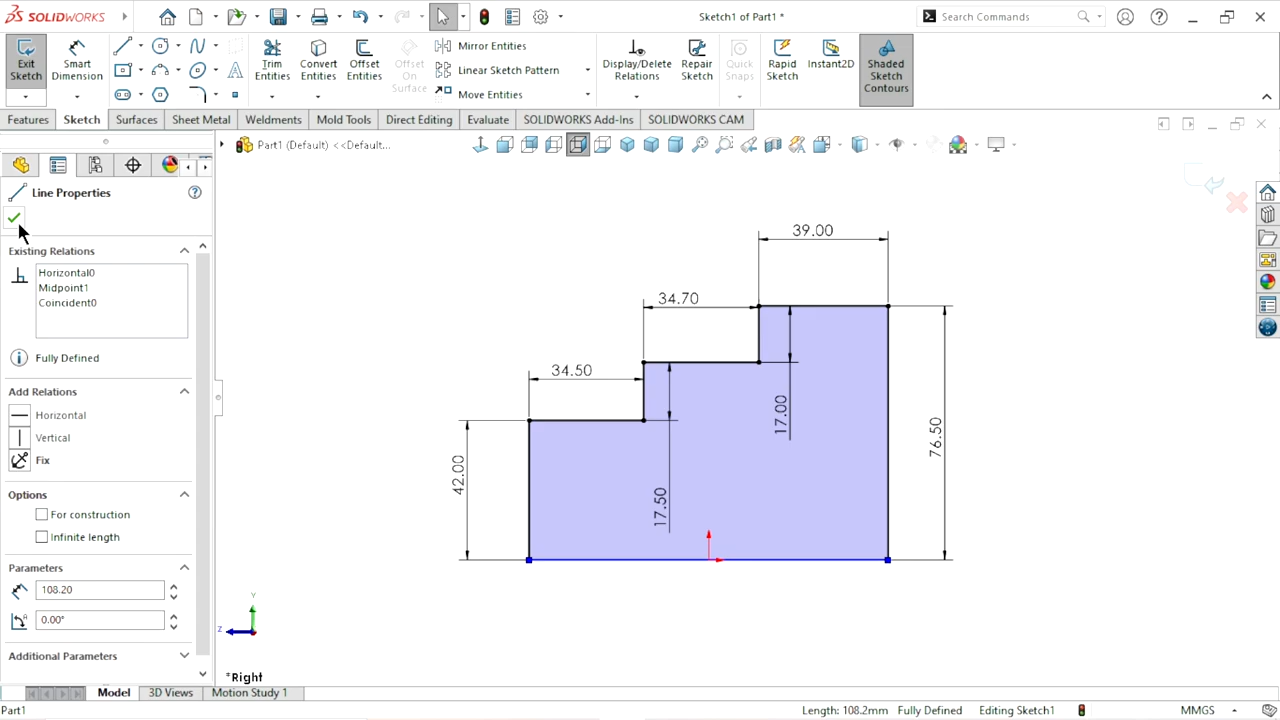 SOLIDWORKS
Sketch1 of Part1 *
Search Commands
Exit Sketch
Smart Dimension
Trim Entities
Convert Entities
Offset Entities
Offset On Surface
Mirror Entities
Linear Sketch Pattern
Move Entities
Display/Delete Relations
Repair Sketch
Quick Snaps
Rapid Sketch
Instant2D
Shaded Sketch Contours
Features
Sketch
Surfaces
Sheet Metal
Weldments
Mold Tools
Direct Editing
Evaluate
SOLIDWORKS Add-Ins
SOLIDWORKS CAM
Part1 (Default) <<Default...
Line Properties
Existing Relations
Horizontal0
Midpoint1
Coincident0
Fully Defined
Add Relations
Horizontal
Vertical
Fix
Options
For construction
Infinite length
Parameters
108.20
0.00°
Additional Parameters
39.00
34.70
34.50
42.00
17.50
17.00
76.50
Y
Z
*Right
Model
3D Views
Motion Study 1
Part1
Length: 108.2mm
Fully Defined
Editing Sketch1
MMGS